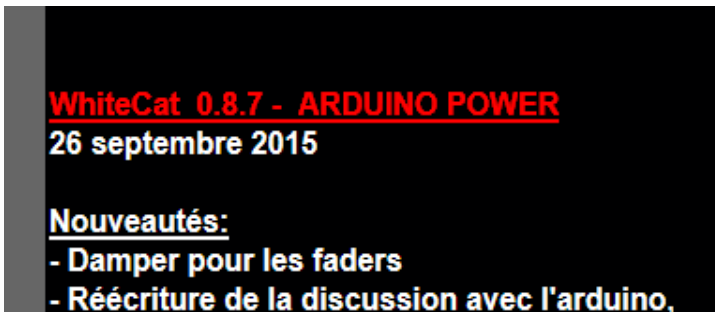 WhiteCat  0.8.7 -  ARDUINO POWER
26 septembre 2015
Nouveautés:
- Damper pour les faders
- Réécriture de la discussion avec l'arduino,